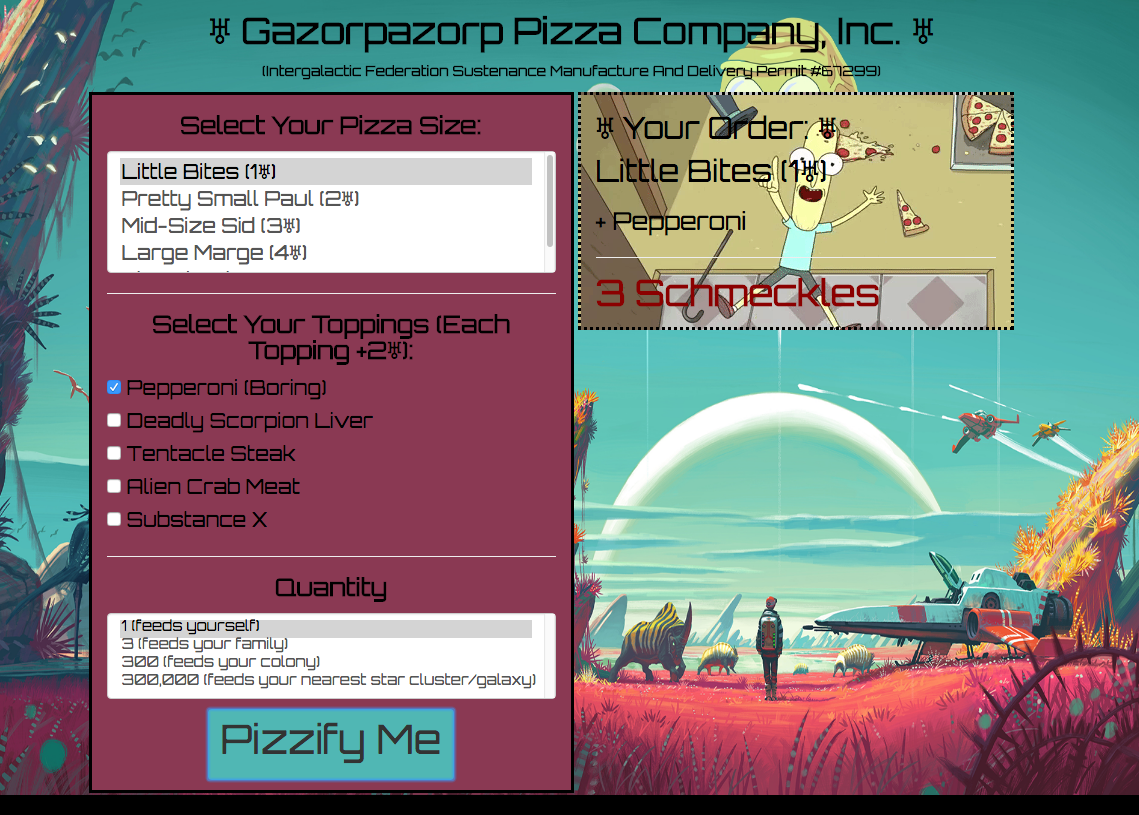 ♅ Gazorpazorp Pizza Company, Inc. ♅
(Intergalactic Federation Sustenance Manufacture And Delivery Permit #67299)
Select Your Pizza Size:
Little Bites (1♅)
Pretty Small Paul (2♅)
Mid-Size Sid (3♅)
Large Marge (4♅)
Select Your Toppings (Each
Topping +2♅):
Pepperoni (Boring)
Deadly Scorpion Liver
Tentacle Steak
Alien Crab Meat
Substance X
Quantity
1 (feeds yourself)
3 (feeds your family)
300 (feeds your colony)
300,000 (feeds your nearest star cluster/galaxy)
Pizzify Me
♅ Your Order: ♅
Little Bites (1♅)
+ Pepperoni
3 Schmeckles